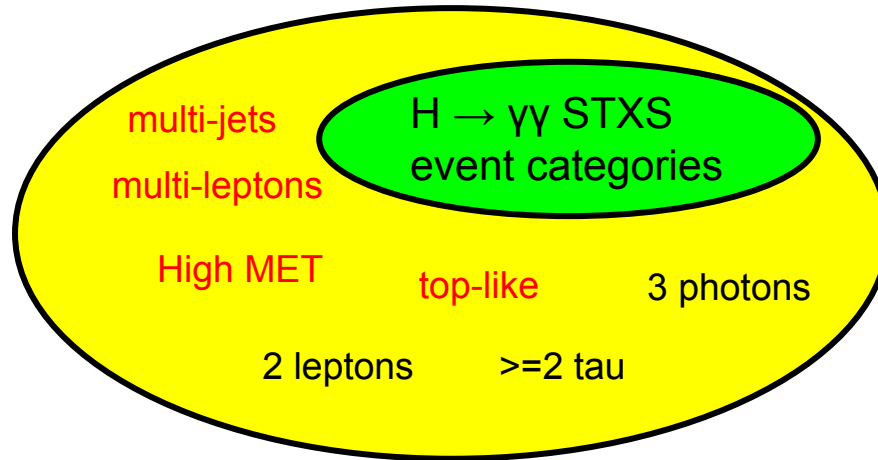 H → γγ STXS
event categories
multi-jets
multi-leptons
High MET
top-like
3 photons
2 leptons
>=2 tau